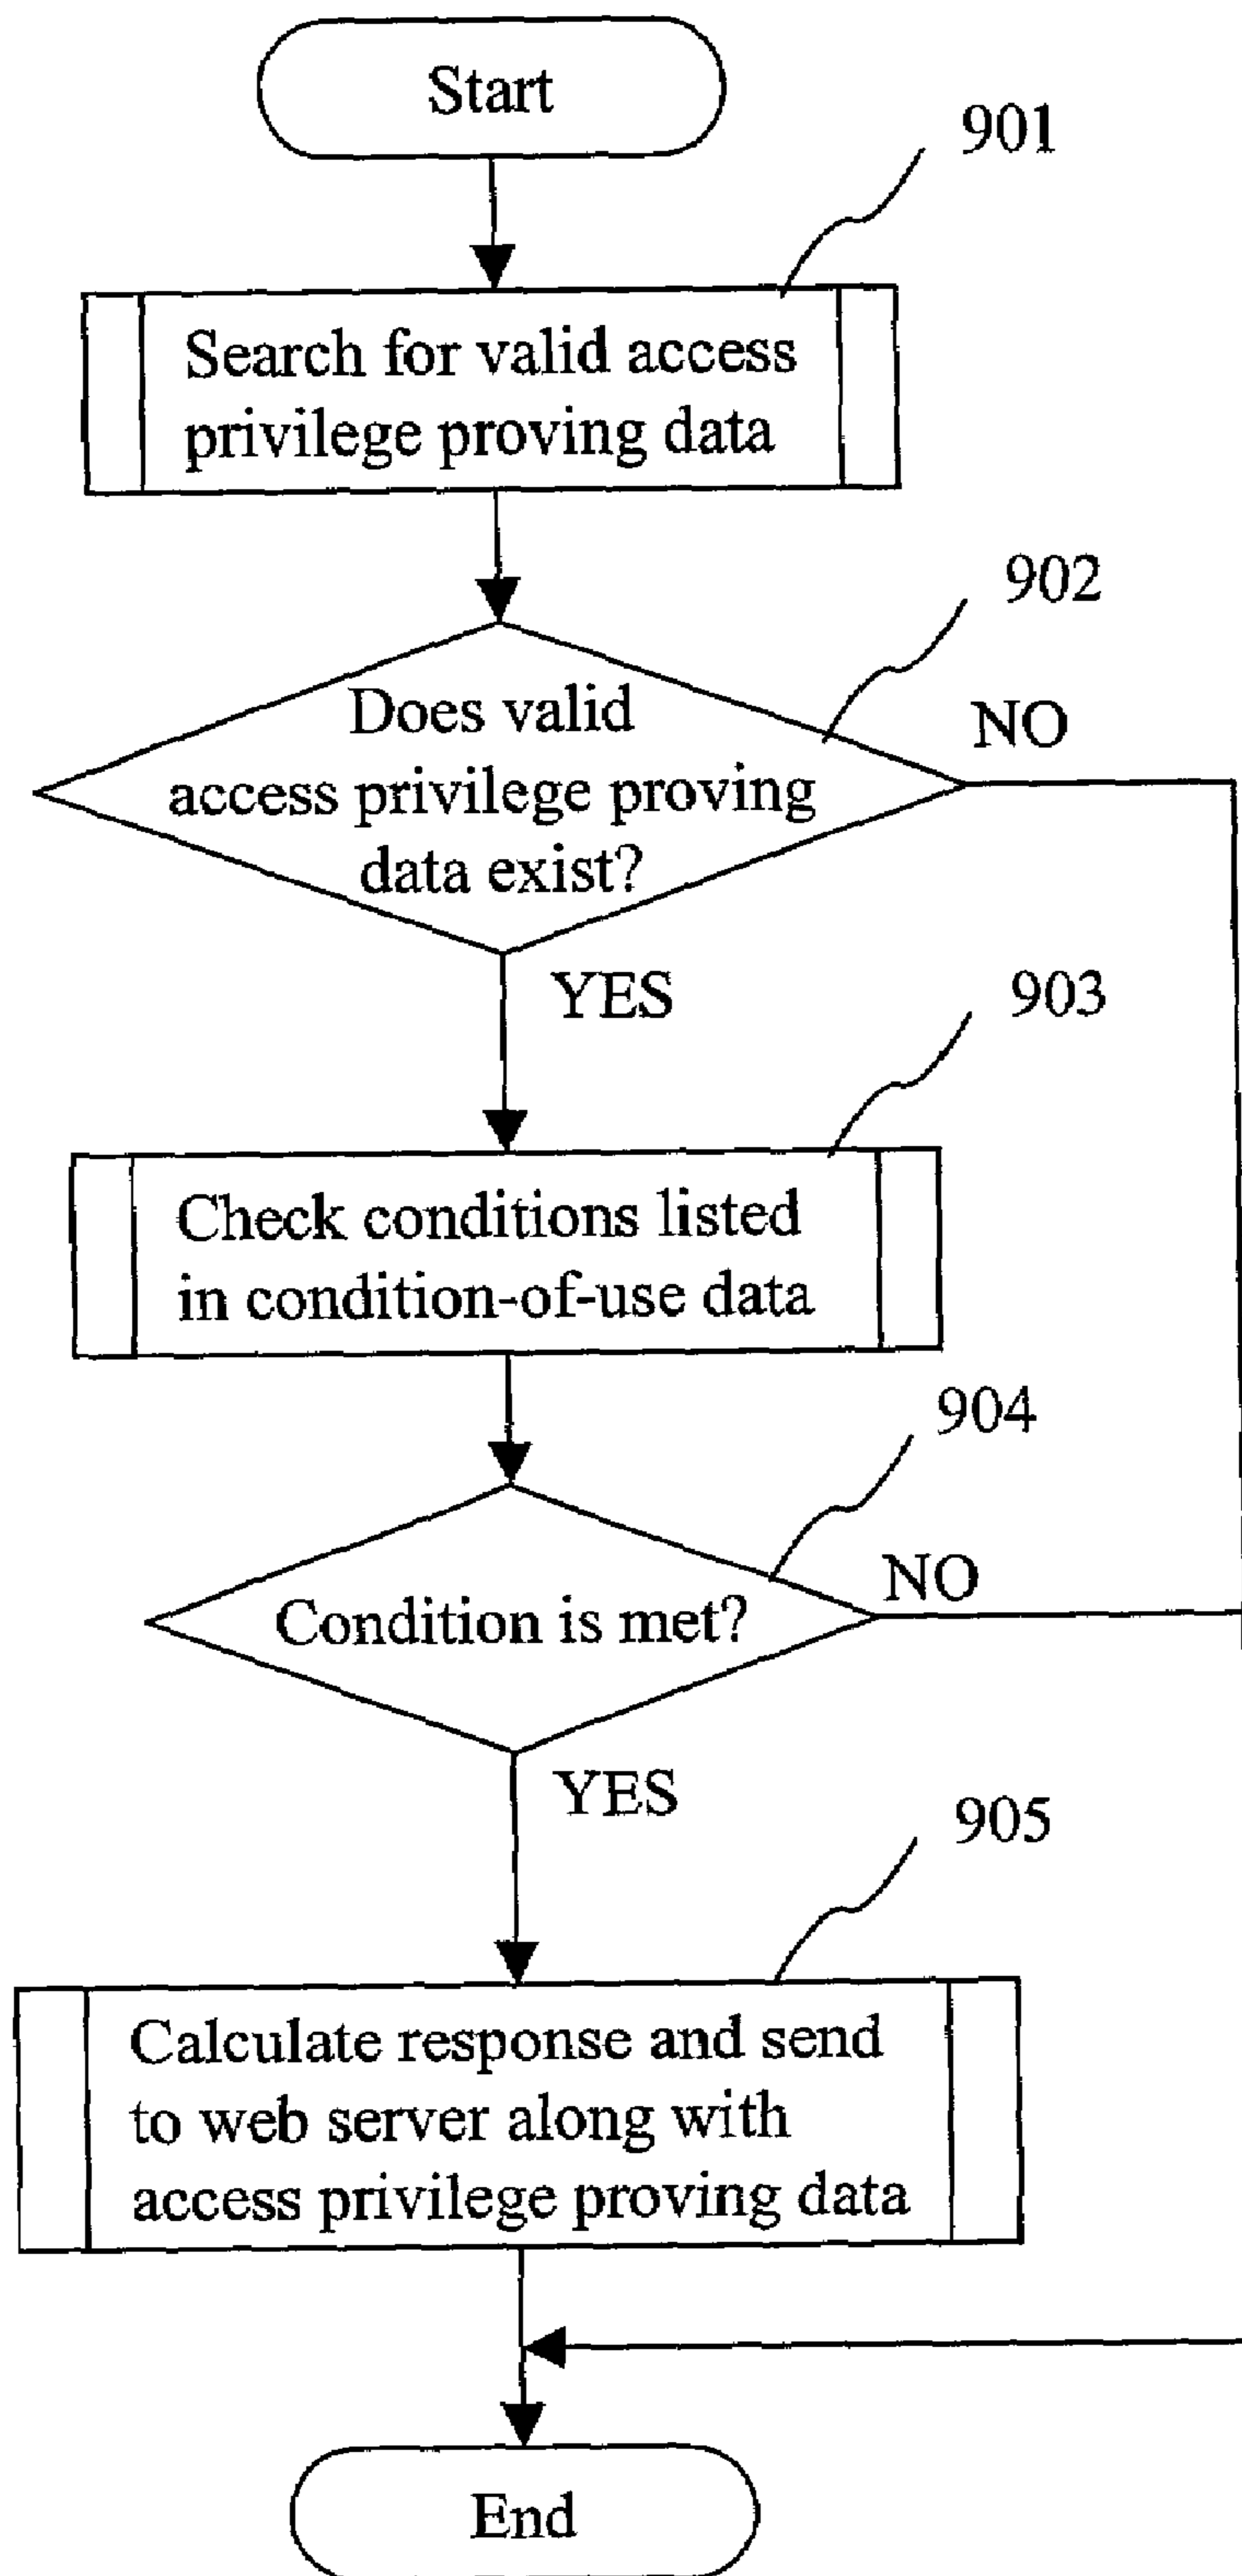 Start
901
Search for valid access
privilege proving data
902
Does valid
access privilege proving
data exist?
NO
YES
903
Check conditions listed
in condition-of-use data
904
Condition is met?
NO
YES
905
Calculate response and send
to web server along with
access privilege proving data
End